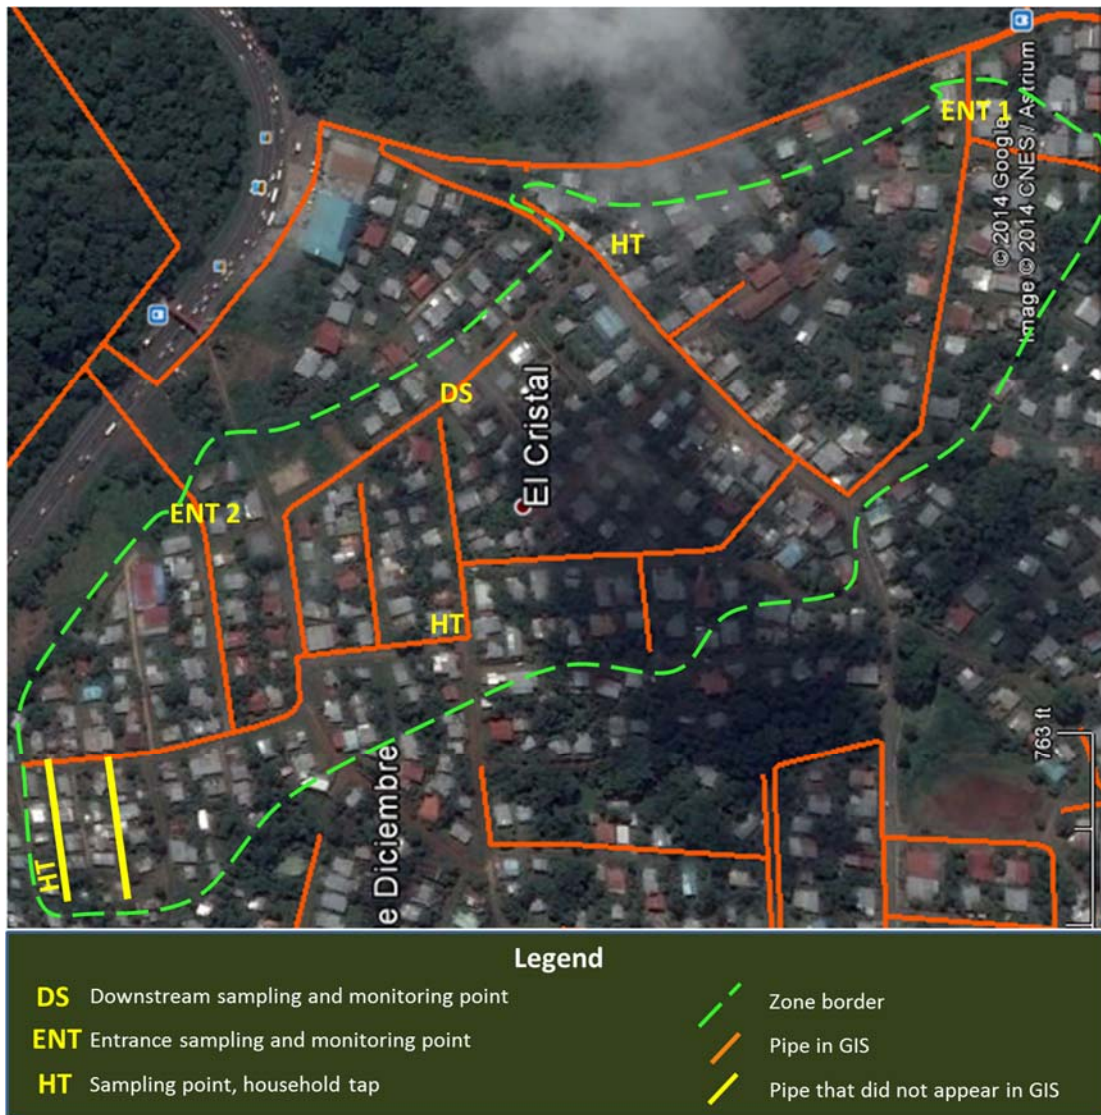 ENT 1
© 2014 Google
Image © 2014 CNES / Astrium
HT
DS
El Cristal
ENT 2
HT
763 ft
e Diciembre
HT
Legend
DS Downstream sampling and monitoring point
ENT Entrance sampling and monitoring point
HT Sampling point, household tap
Zone border
Pipe in GIS
Pipe that did not appear in GIS